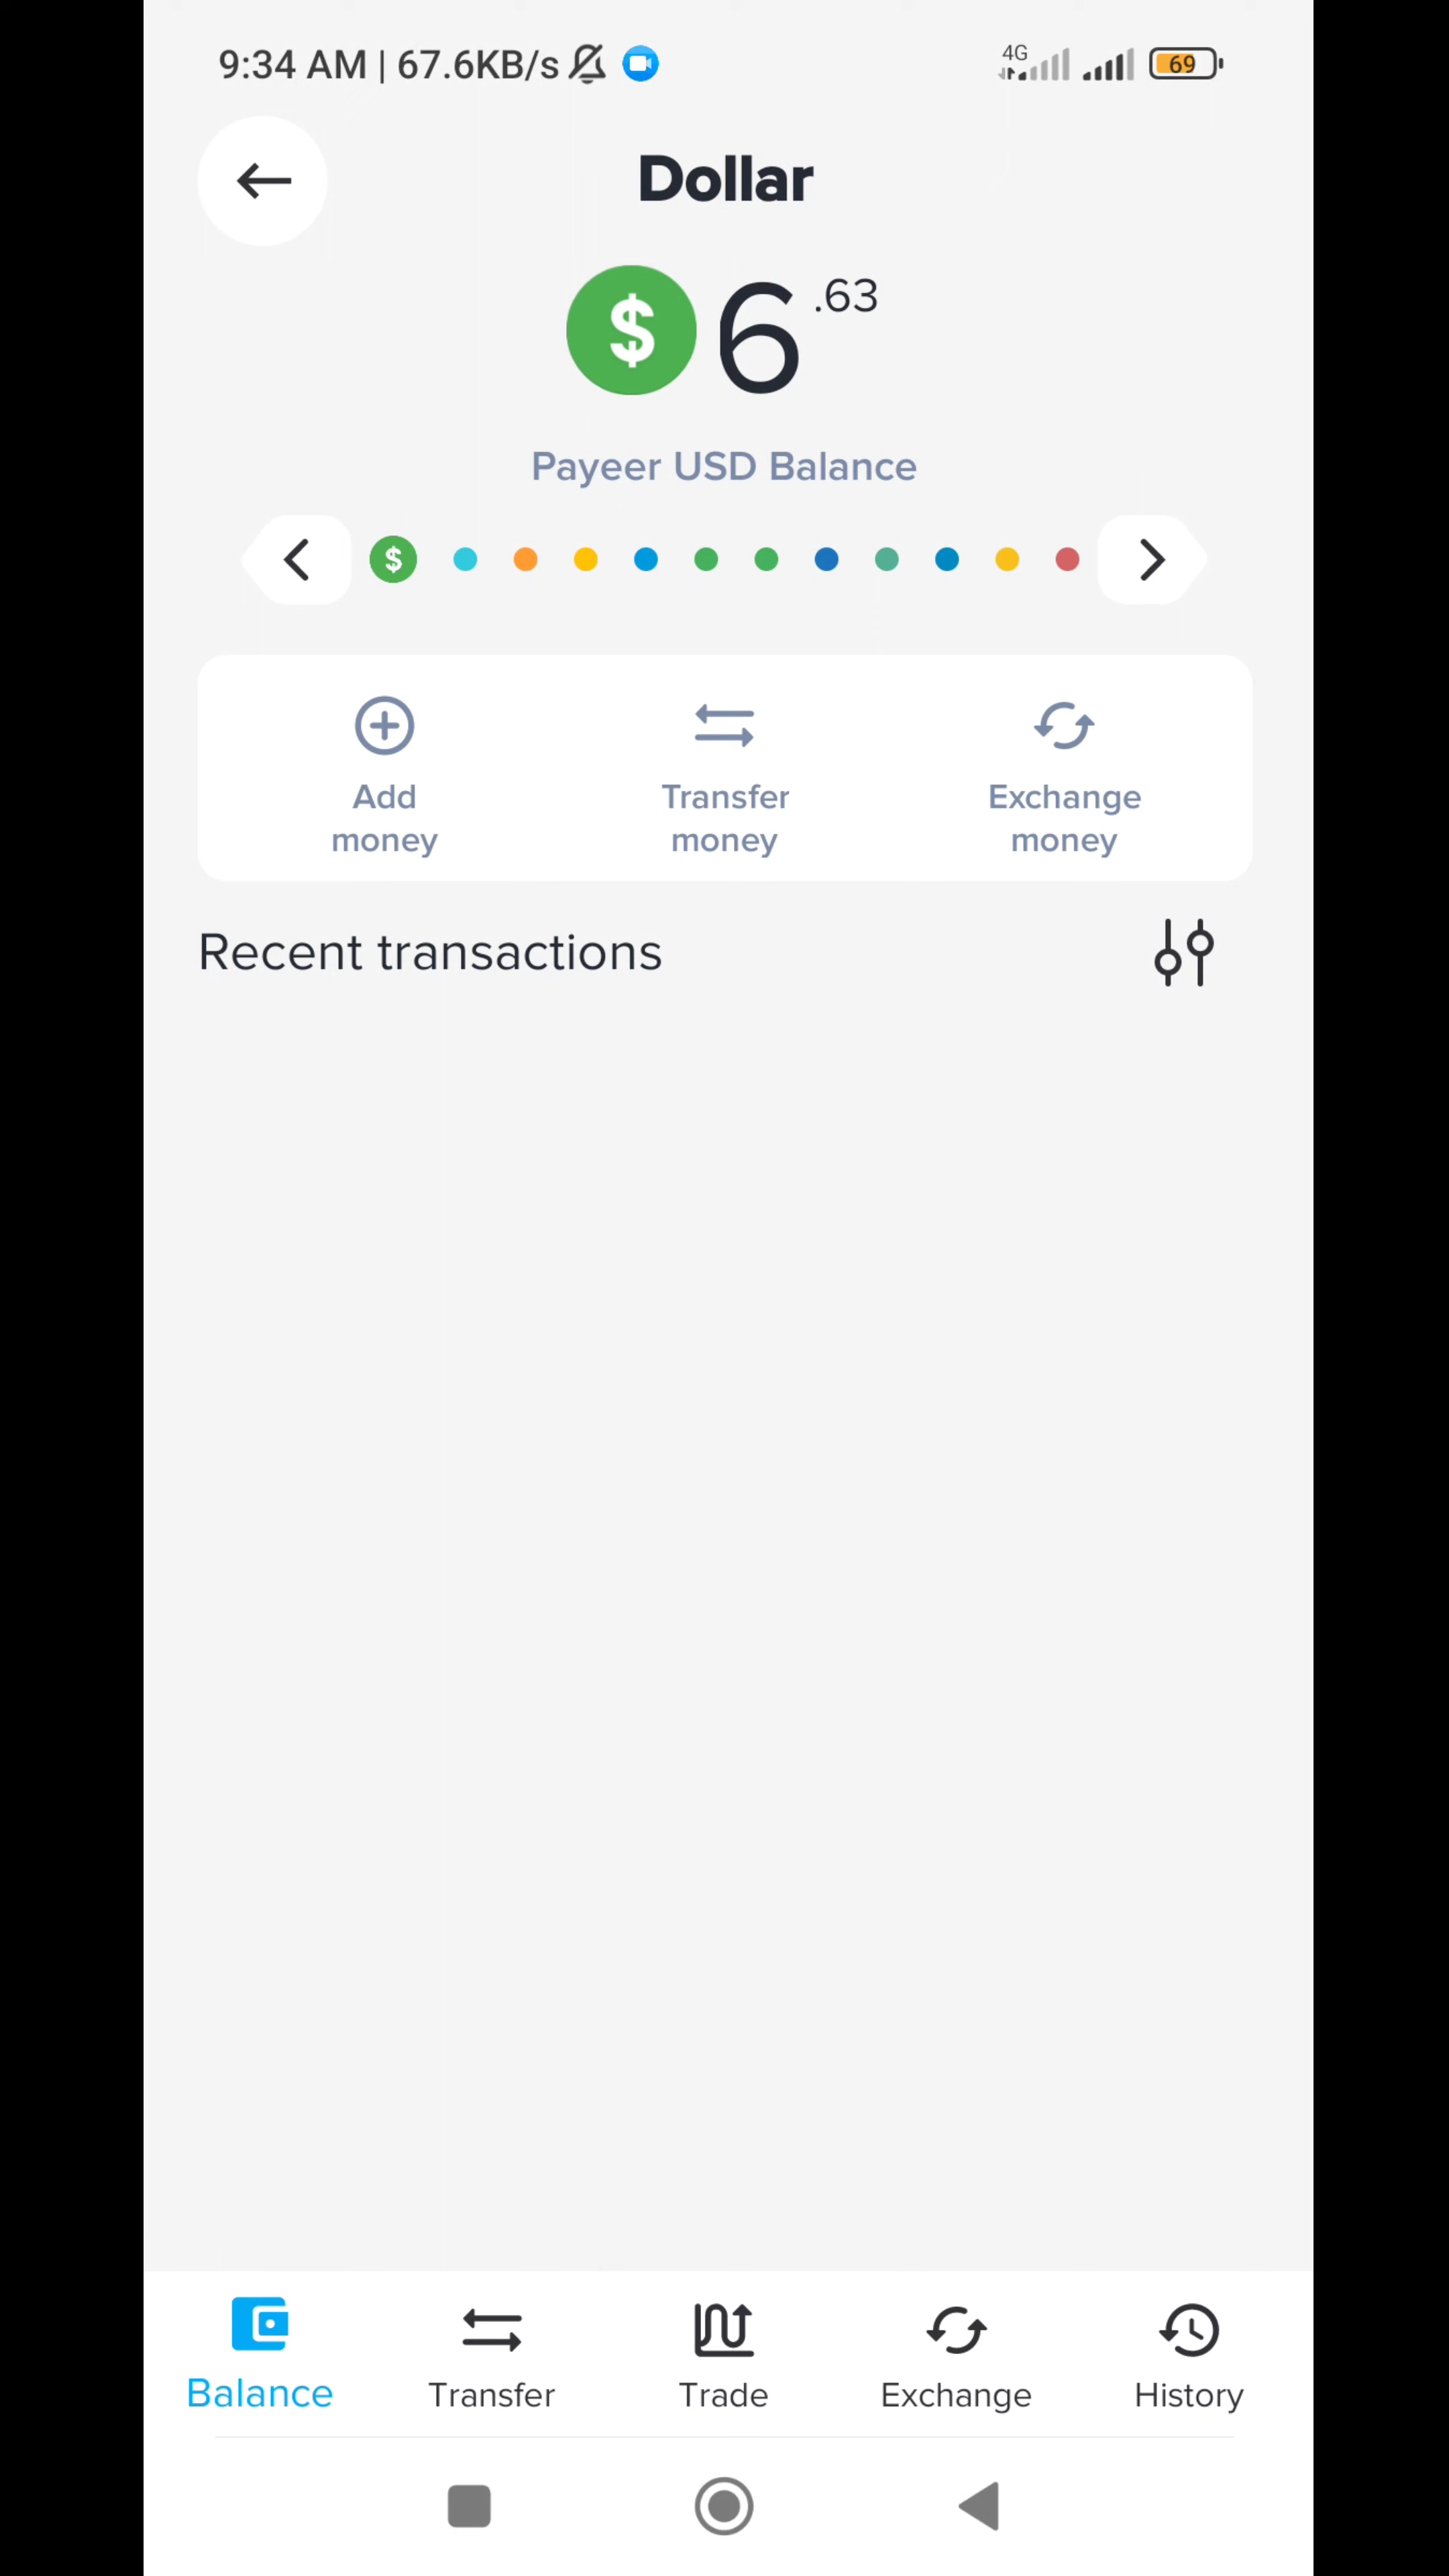 9:34 AM | 67.6KB/s
4G
69
Dollar
$ 6.63
Payeer USD Balance
$
Add money
Transfer money
Exchange money
Recent transactions
Balance
Transfer
Trade
Exchange
History